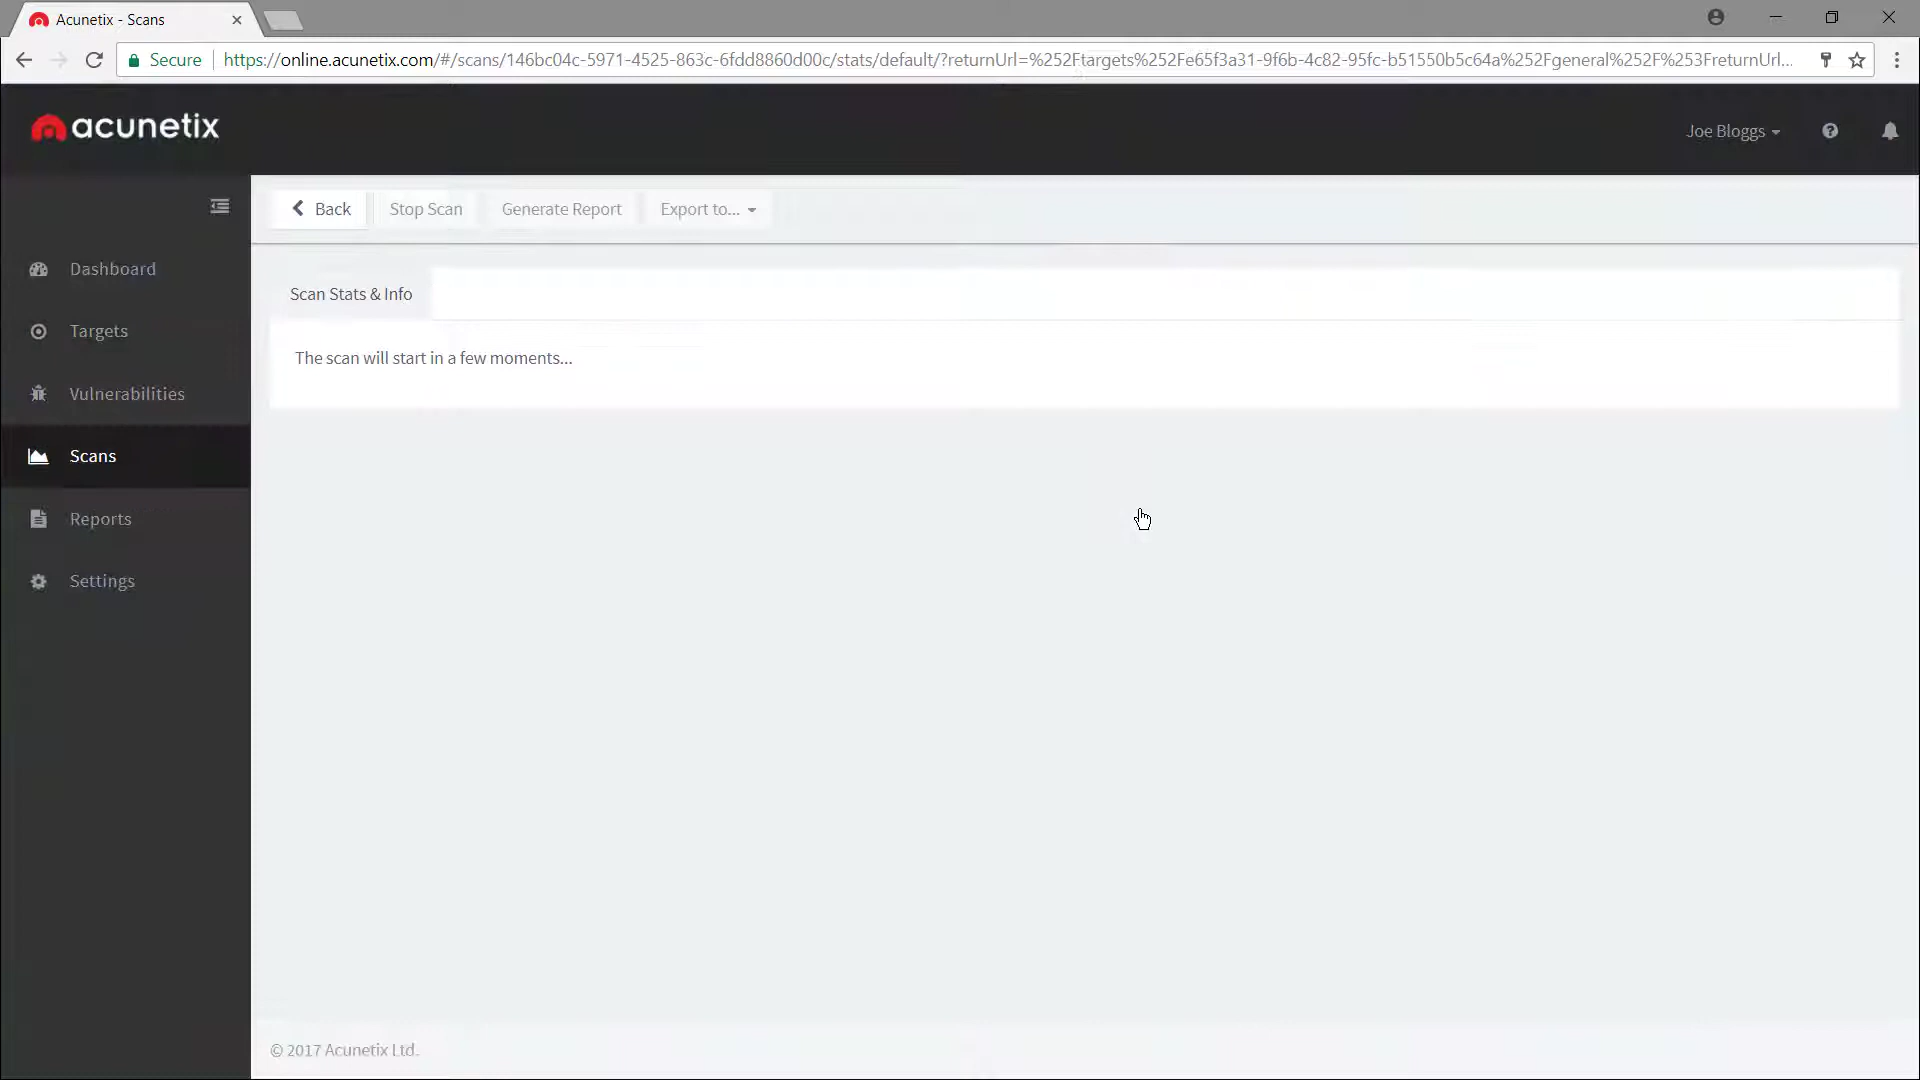 Acunetix - Scans
Secure https://online.acunetix.com/#/scans/146bc04c-5971-4525-863c-6fdd8860d00c/stats/default/?returnUrl=%252Ftargets%252Fe65f3a31-9f6b-4c82-95fc-b51550b5c64a%252Fgeneral%252F%253FreturnUrl...
acunetix
Joe Bloggs
Back
Stop Scan
Generate Report
Export to...
Dashboard
Targets
Vulnerabilities
Scans
Reports
Settings
Scan Stats & Info
The scan will start in a few moments...
© 2017 Acunetix Ltd.